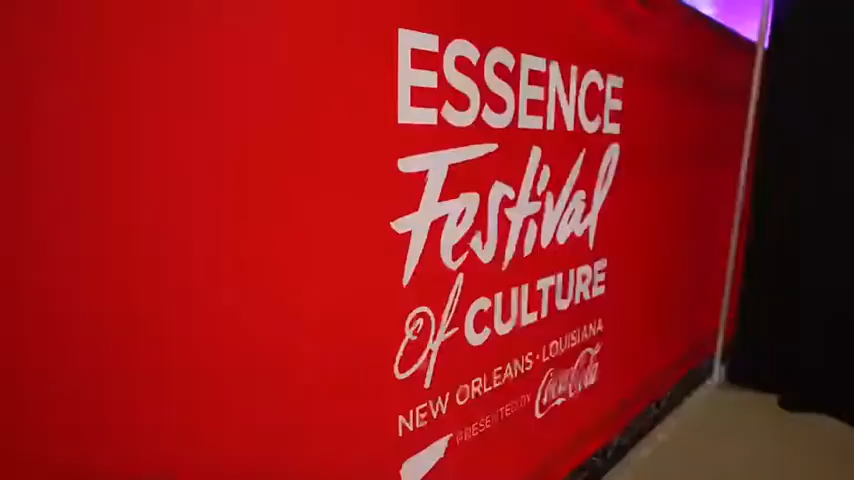 ESSENCE
Festival
Of CULTURE
NEW ORLEANS · LOUISIANA
PRESENTED BY Coca-Cola